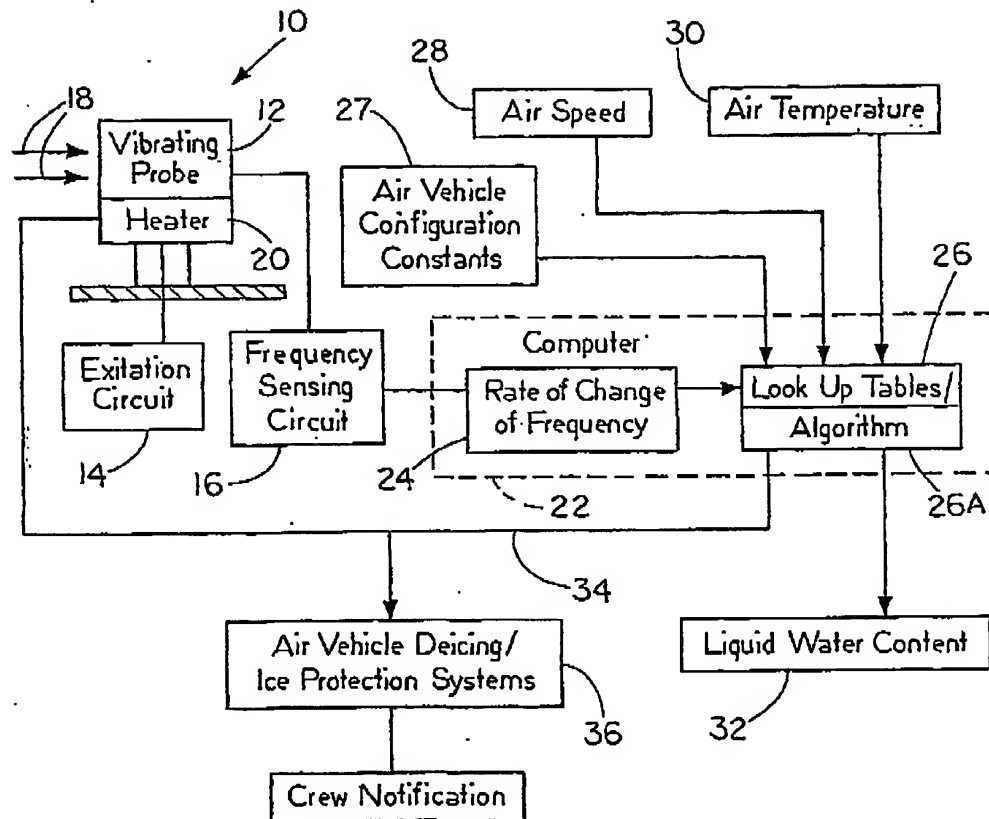 10
28
30
18
12
27
Air Speed
Air Temperature
Vibrating
Probe
Heater
20
Air Vehicle
Configuration
Constants
26
Exitation
Circuit
14
Frequency
Sensing
Circuit
16
Computer
Rate of Change
of Frequency
24
22
Look Up Tables/
Algorithm
26A
34
Air Vehicle Deicing/
Ice Protection Systems
36
Liquid Water Content
32
Crew Notification